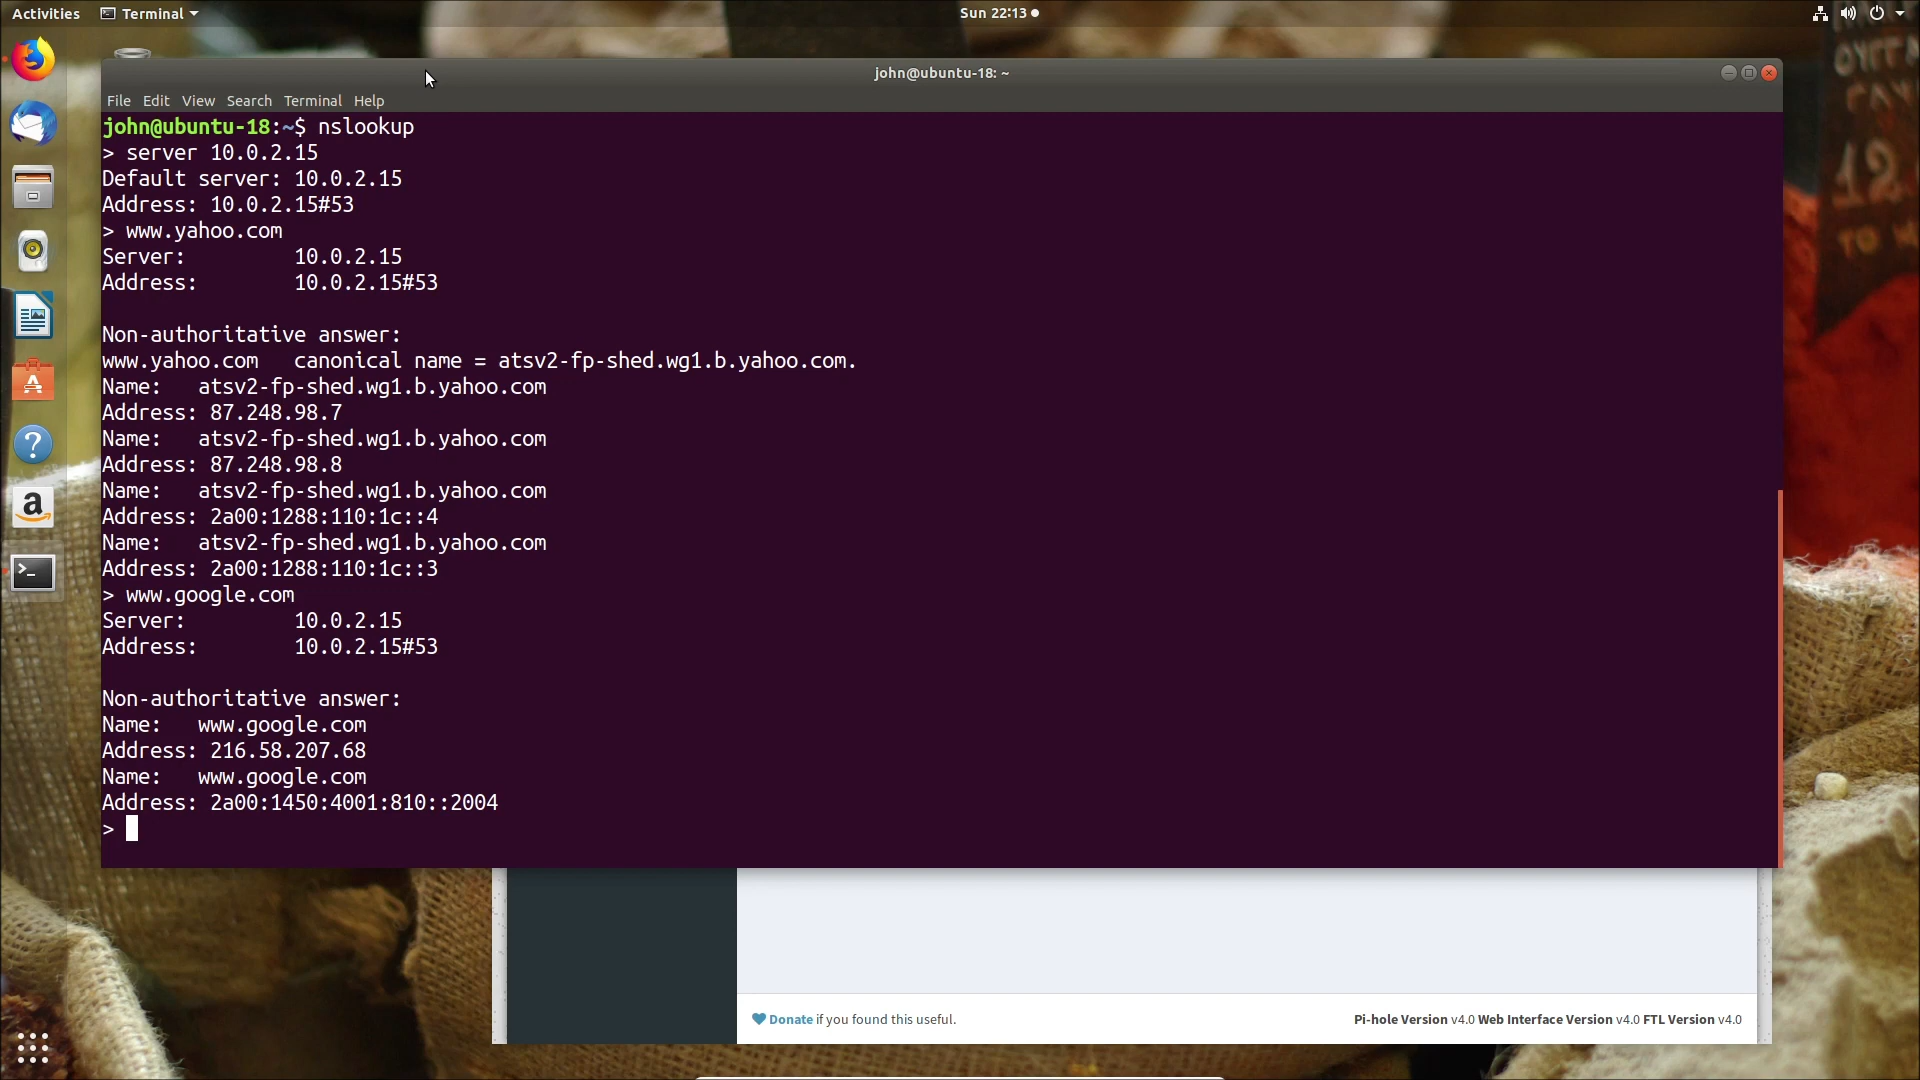 Activities Terminal Sun 22:13
john@ubuntu-18: ~
File Edit View Search Terminal Help
john@ubuntu-18:~$ nslookup
> server 10.0.2.15
Default server: 10.0.2.15
Address: 10.0.2.15#53
> www.yahoo.com
Server:         10.0.2.15
Address:        10.0.2.15#53

Non-authoritative answer:
www.yahoo.com   canonical name = atsv2-fp-shed.wg1.b.yahoo.com.
Name:   atsv2-fp-shed.wg1.b.yahoo.com
Address: 87.248.98.7
Name:   atsv2-fp-shed.wg1.b.yahoo.com
Address: 87.248.98.8
Name:   atsv2-fp-shed.wg1.b.yahoo.com
Address: 2a00:1288:110:1c::4
Name:   atsv2-fp-shed.wg1.b.yahoo.com
Address: 2a00:1288:110:1c::3
> www.google.com
Server:         10.0.2.15
Address:        10.0.2.15#53

Non-authoritative answer:
Name:   www.google.com
Address: 216.58.207.68
Name:   www.google.com
Address: 2a00:1450:4001:810::2004
>
Donate if you found this useful.
Pi-hole Version v4.0 Web Interface Version v4.0 FTL Version v4.0